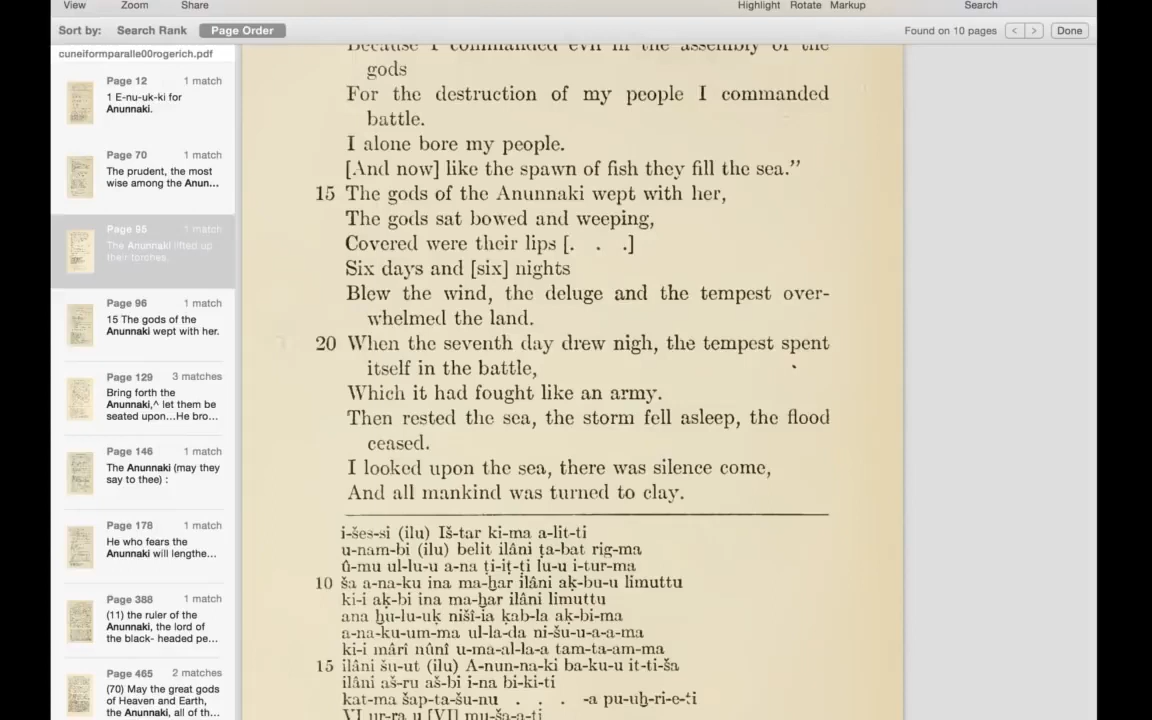 View Zoom Share Highlight Rotate Markup Search
Sort by: Search Rank Page Order Found on 10 pages < > Done
cuneiformparalle00rogerich.pdf
Page 12 1 match
1 E-nu-uk-ki for
Anunnaki.
Page 70 1 match
The prudent, the most
wise among the Anun...
Page 95 1 match
The Anunnaki lifted up
their torches.
Page 96 1 match
15 The gods of the
Anunnaki wept with her.
Page 129 3 matches
Bring forth the
Anunnaki,^ let them be
seated upon...He bro...
Page 146 1 match
The Anunnaki (may they
say to thee) :
Page 178 1 match
He who fears the
Anunnaki will lengthe...
Page 388 1 match
(11) the ruler of the
Anunnaki, the lord of
the black- headed pe...
Page 465 2 matches
(70) May the great gods
of Heaven and Earth,
the Anunnaki, all of th...
Because I commanded evil in the assembly of the
gods
For the destruction of my people I commanded
battle.
I alone bore my people.
[And now] like the spawn of fish they fill the sea.”
15 The gods of the Anunnaki wept with her,
The gods sat bowed and weeping,
Covered were their lips [. . .]
Six days and [six] nights
Blew the wind, the deluge and the tempest over-
whelmed the land.
20 When the seventh day drew nigh, the tempest spent
itself in the battle,
Which it had fought like an army.
Then rested the sea, the storm fell asleep, the flood
ceased.
I looked upon the sea, there was silence come,
And all mankind was turned to clay.
i-šes-si (ilu) Iš-tar ki-ma a-lit-ti
u-nam-bi (ilu) belit ilâni ṭa-bat rig-ma
û-mu ul-lu-u a-na ṭi-iṭ-ṭi lu-u i-tur-ma
10 ša a-na-ku ina ma-ḫar ilâni aḳ-bu-u limuttu
ki-i aḳ-bi ina ma-ḫar ilâni limuttu
ana ḫu-lu-uḳ nišî-ia ḳab-la aḳ-bi-ma
a-na-ku-um-ma ul-la-da ni-šu-u-a-a-ma
ki-i mârî nûnî u-ma-al-la-a tam-ta-am-ma
15 ilâni šu-ut (ilu) A-nun-na-ki ba-ku-u it-ti-ša
ilâni aš-ru aš-bi i-na bi-ki-ti
kat-ma šap-ta-šu-nu . . . -a pu-uḫ-ri-e-ti
VI ur-ra u [VI] mu-ša-a-ti